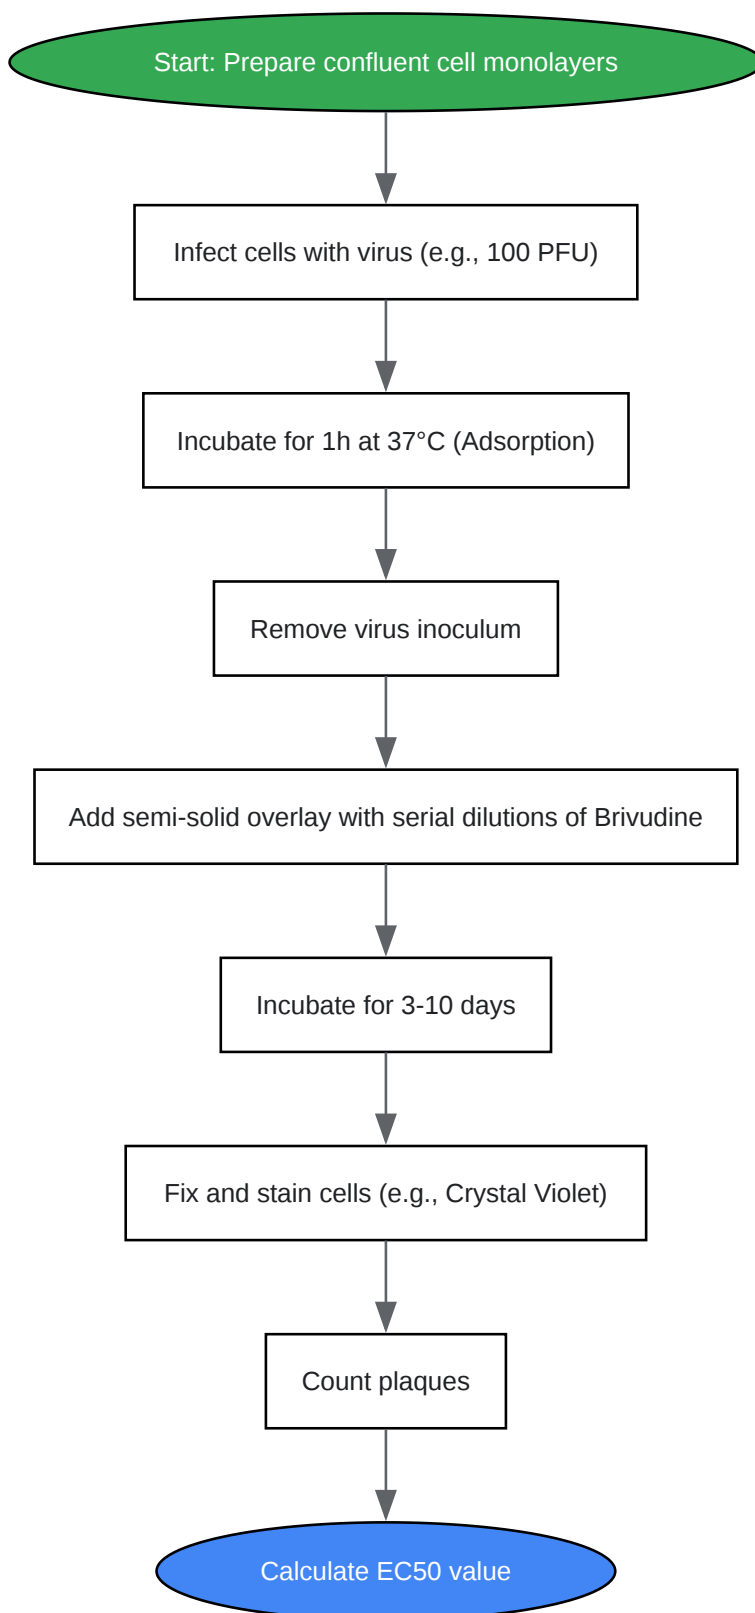 Start: Prepare confluent cell monolayers
Infect cells with virus (e.g., 100 PFU)
Incubate for 1h at 37°C (Adsorption)
Remove virus inoculum
Add semi-solid overlay with serial dilutions of Brivudine
Incubate for 3-10 days
Fix and stain cells (e.g., Crystal Violet)
Count plaques
Calculate EC50 value